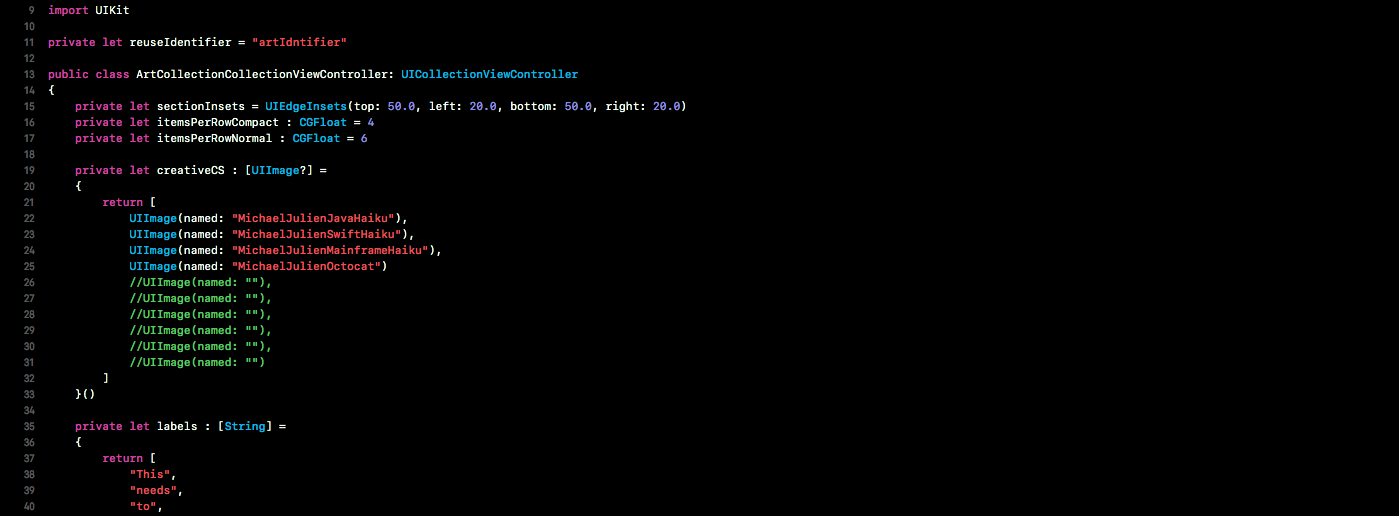 9 import UIKit
10
11 private let reuseIdentifier = "artIdntifier"
12
13 public class ArtCollectionCollectionViewController: UICollectionViewController
14 {
15     private let sectionInsets = UIEdgeInsets(top: 50.0, left: 20.0, bottom: 50.0, right: 20.0)
16     private let itemsPerRowCompact : CGFloat = 4
17     private let itemsPerRowNormal : CGFloat = 6
18
19     private let creativeCS : [UIImage?] =
20     {
21         return [
22             UIImage(named: "MichaelJulienJavaHaiku"),
23             UIImage(named: "MichaelJulienSwiftHaiku"),
24             UIImage(named: "MichaelJulienMainframeHaiku"),
25             UIImage(named: "MichaelJulienOctocat")
26             //UIImage(named: ""),
27             //UIImage(named: ""),
28             //UIImage(named: ""),
29             //UIImage(named: ""),
30             //UIImage(named: ""),
31             //UIImage(named: "")
32         ]
33     }()
34
35     private let labels : [String] =
36     {
37         return [
38             "This",
39             "needs",
40             "to",